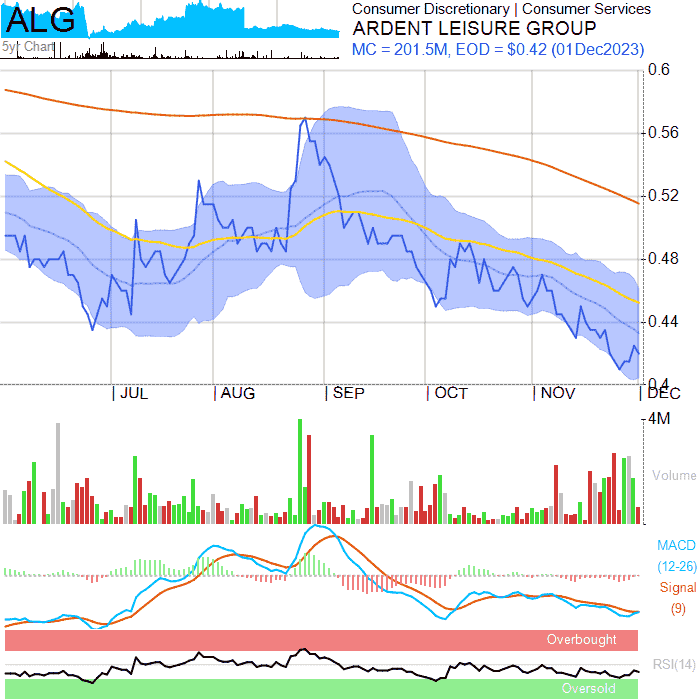 ALG
5yr Chart
Consumer Discretionary | Consumer Services
ARDENT LEISURE GROUP
MC = 201.5M, EOD = $0.42 (01Dec2023)
0.6
0.56
0.52
0.48
0.44
0.4
| JUL
| AUG
| SEP
| OCT
| NOV
| DEC
4M
Volume
MACD
(12-26)
Signal
(9)
Overbought
RSI(14)
Oversold